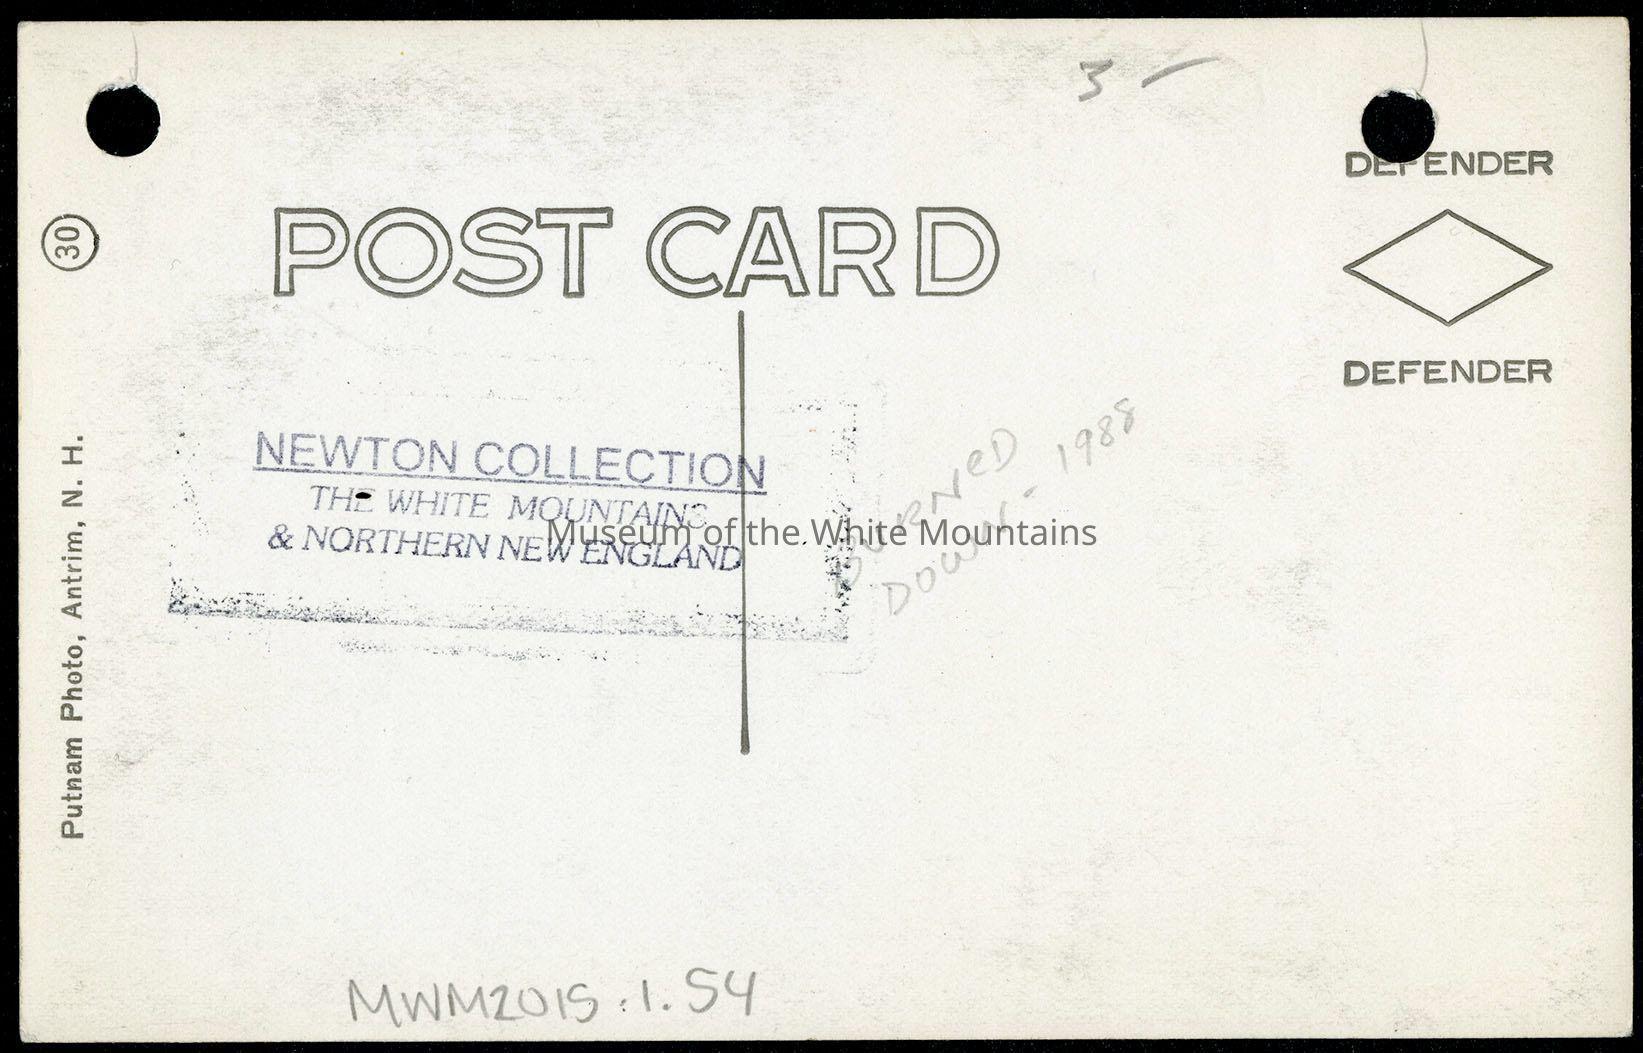 3 -
DEFENDER
POST CARD
30
DEFENDER
Putnam Photo, Antrim, N. H.
NEWTON COLLECTION
THE WHITE MOUNTAINS
& NORTHERN NEW ENGLAND
BURNED
DOWN - 1988
Museum of the White Mountains
MWM2015.1.54